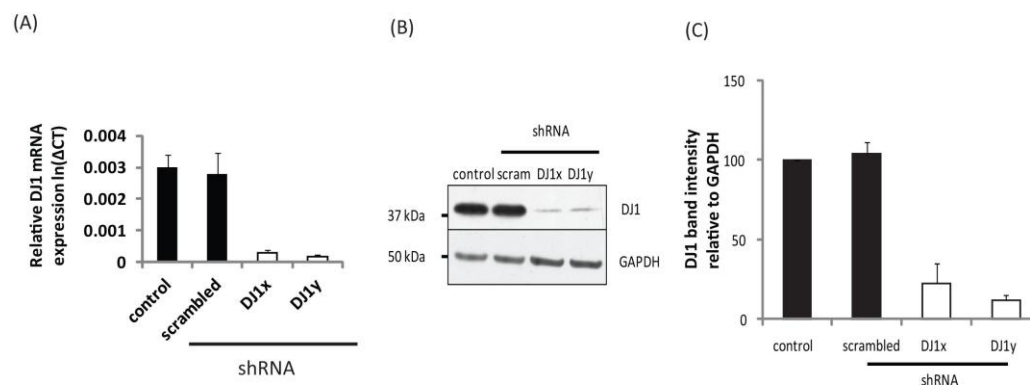 (A)
Relative DJ1 mRNA
expression ln(ΔCT)
0.004
0.003
0.002
0.001
0
control
scrambled
DJ1x
DJ1y
shRNA
(B)
shRNA
control scram DJ1x DJ1y
37 kDa
DJ1
50 kDa
GAPDH
(C)
DJ1 band intensity
relative to GAPDH
150
100
50
0
control scrambled DJ1x DJ1y
shRNA